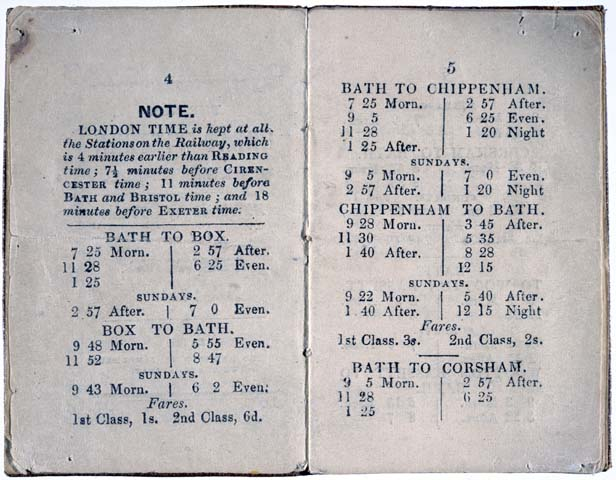 4
NOTE.
LONDON TIME is kept at all
the Stations on the Railway, which
is 4 minutes earlier than READING
time; 7½ minutes before CIREN-
CESTER time; 11 minutes before
BATH and BRISTOL time; and 18
minutes before EXETER time.
BATH TO BOX.
7 25 Morn. | 2 57 After.
11 28 | 6 25 Even.
1 25
SUNDAYS.
2 57 After. | 7 0 Even.
BOX TO BATH.
9 48 Morn. | 5 55 Even.
11 52 | 8 47
SUNDAYS.
9 43 Morn. | 6 2 Even.
Fares.
1st Class, 1s. 2nd Class, 6d.
5
BATH TO CHIPPENHAM.
7 25 Morn. | 2 57 After.
9 5 | 6 25 Even.
11 28 | 1 20 Night
1 25 After.
SUNDAYS.
9 5 Morn. | 7 0 Even.
2 57 After. | 1 20 Night
CHIPPENHAM TO BATH.
9 28 Morn. | 3 45 After.
11 30 | 5 35
1 40 After. | 8 28
12 15
SUNDAYS.
9 22 Morn. | 5 40 After.
1 40 After. | 12 15 Night
Fares.
1st Class. 3s. 2nd Class, 2s.
BATH TO CORSHAM.
9 5 Morn. | 2 57 After.
11 28 | 6 25
1 25